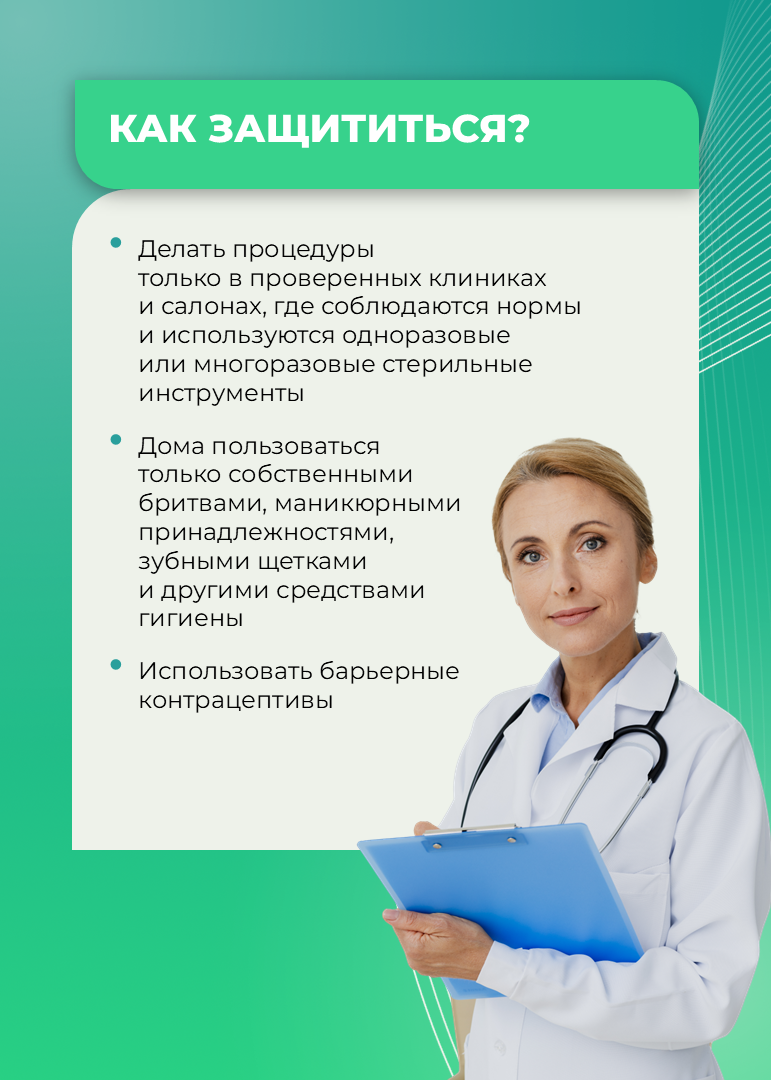 КАК ЗАЩИТИТЬСЯ?
Делать процедуры
только в проверенных клиниках
и салонах, где соблюдаются нормы
и используются одноразовые
или многоразовые стерильные
инструменты
Дома пользоваться
только собственными
бритвами, маникюрными
принадлежностями,
зубными щетками
и другими средствами
гигиены
Использовать барьерные
контрацептивы